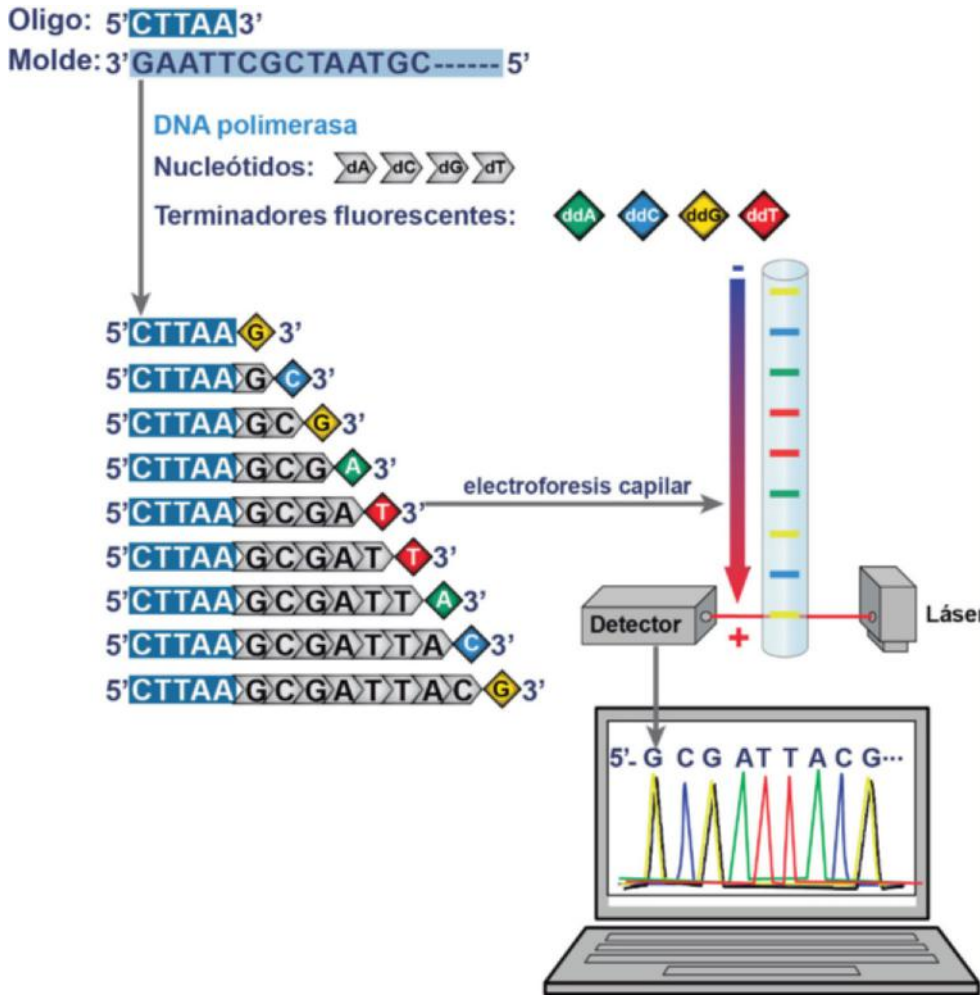 Oligo: 5’CTTAA3’
Molde: 3’GAATTCGCTAATGC------ 5’
DNA polimerasa
Nucleótidos: dA dC dG dT
Terminadores fluorescentes: ddA ddC ddG ddT
-
5’CTTAA G 3’
5’CTTAA G C 3’
5’CTTAA G C G 3’
5’CTTAA G C G A 3’
electroforesis capilar
5’CTTAA G C G A T 3’
5’CTTAA G C G A T T 3’
5’CTTAA G C G A T T A 3’
5’CTTAA G C G A T T A C 3’
5’CTTAA G C G A T T A C G 3’
Detector
+
Láser
5’- G C G A T T A C G...